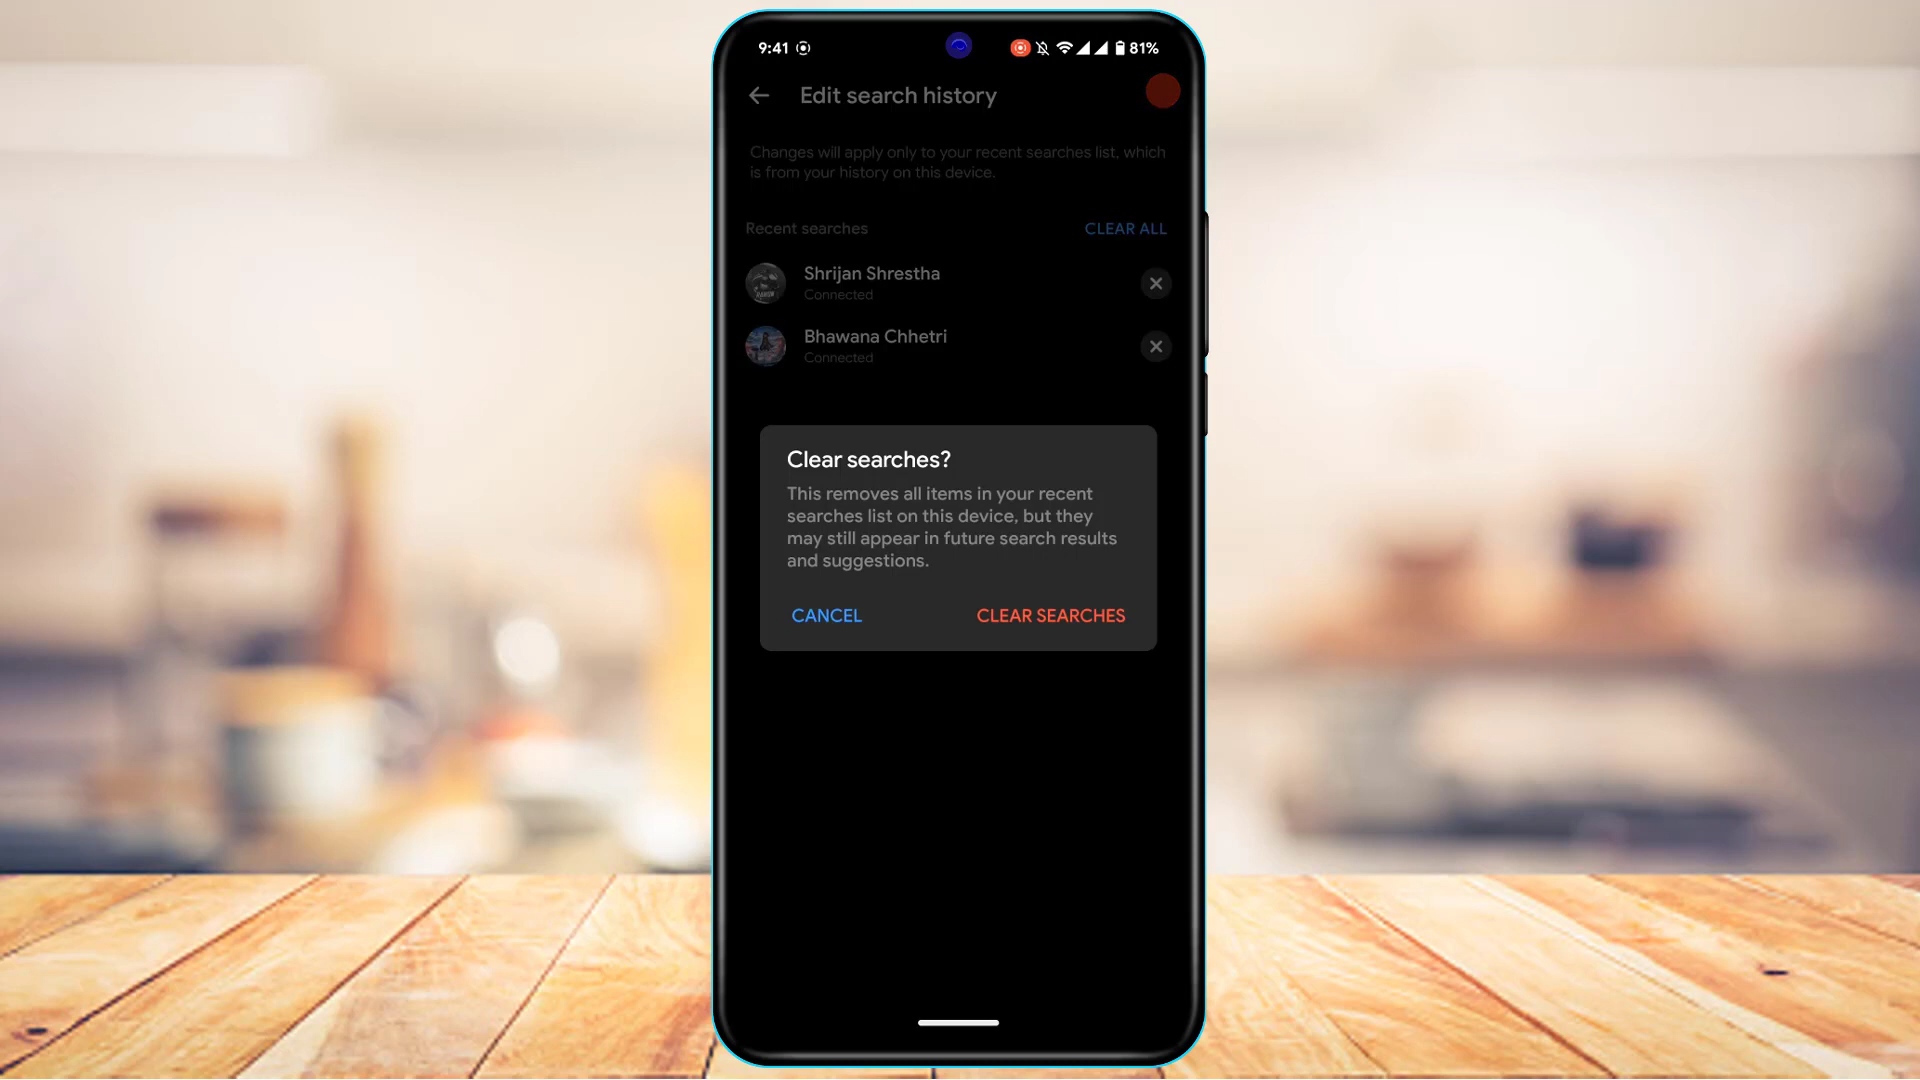 9:41
81%
Edit search history
Changes will apply only to your recent searches list, which
is from your history on this device.
Recent searches
CLEAR ALL
Shrijan Shrestha
Connected
Bhawana Chhetri
Connected
Clear searches?
This removes all items in your recent
searches list on this device, but they
may still appear in future search results
and suggestions.
CANCEL
CLEAR SEARCHES